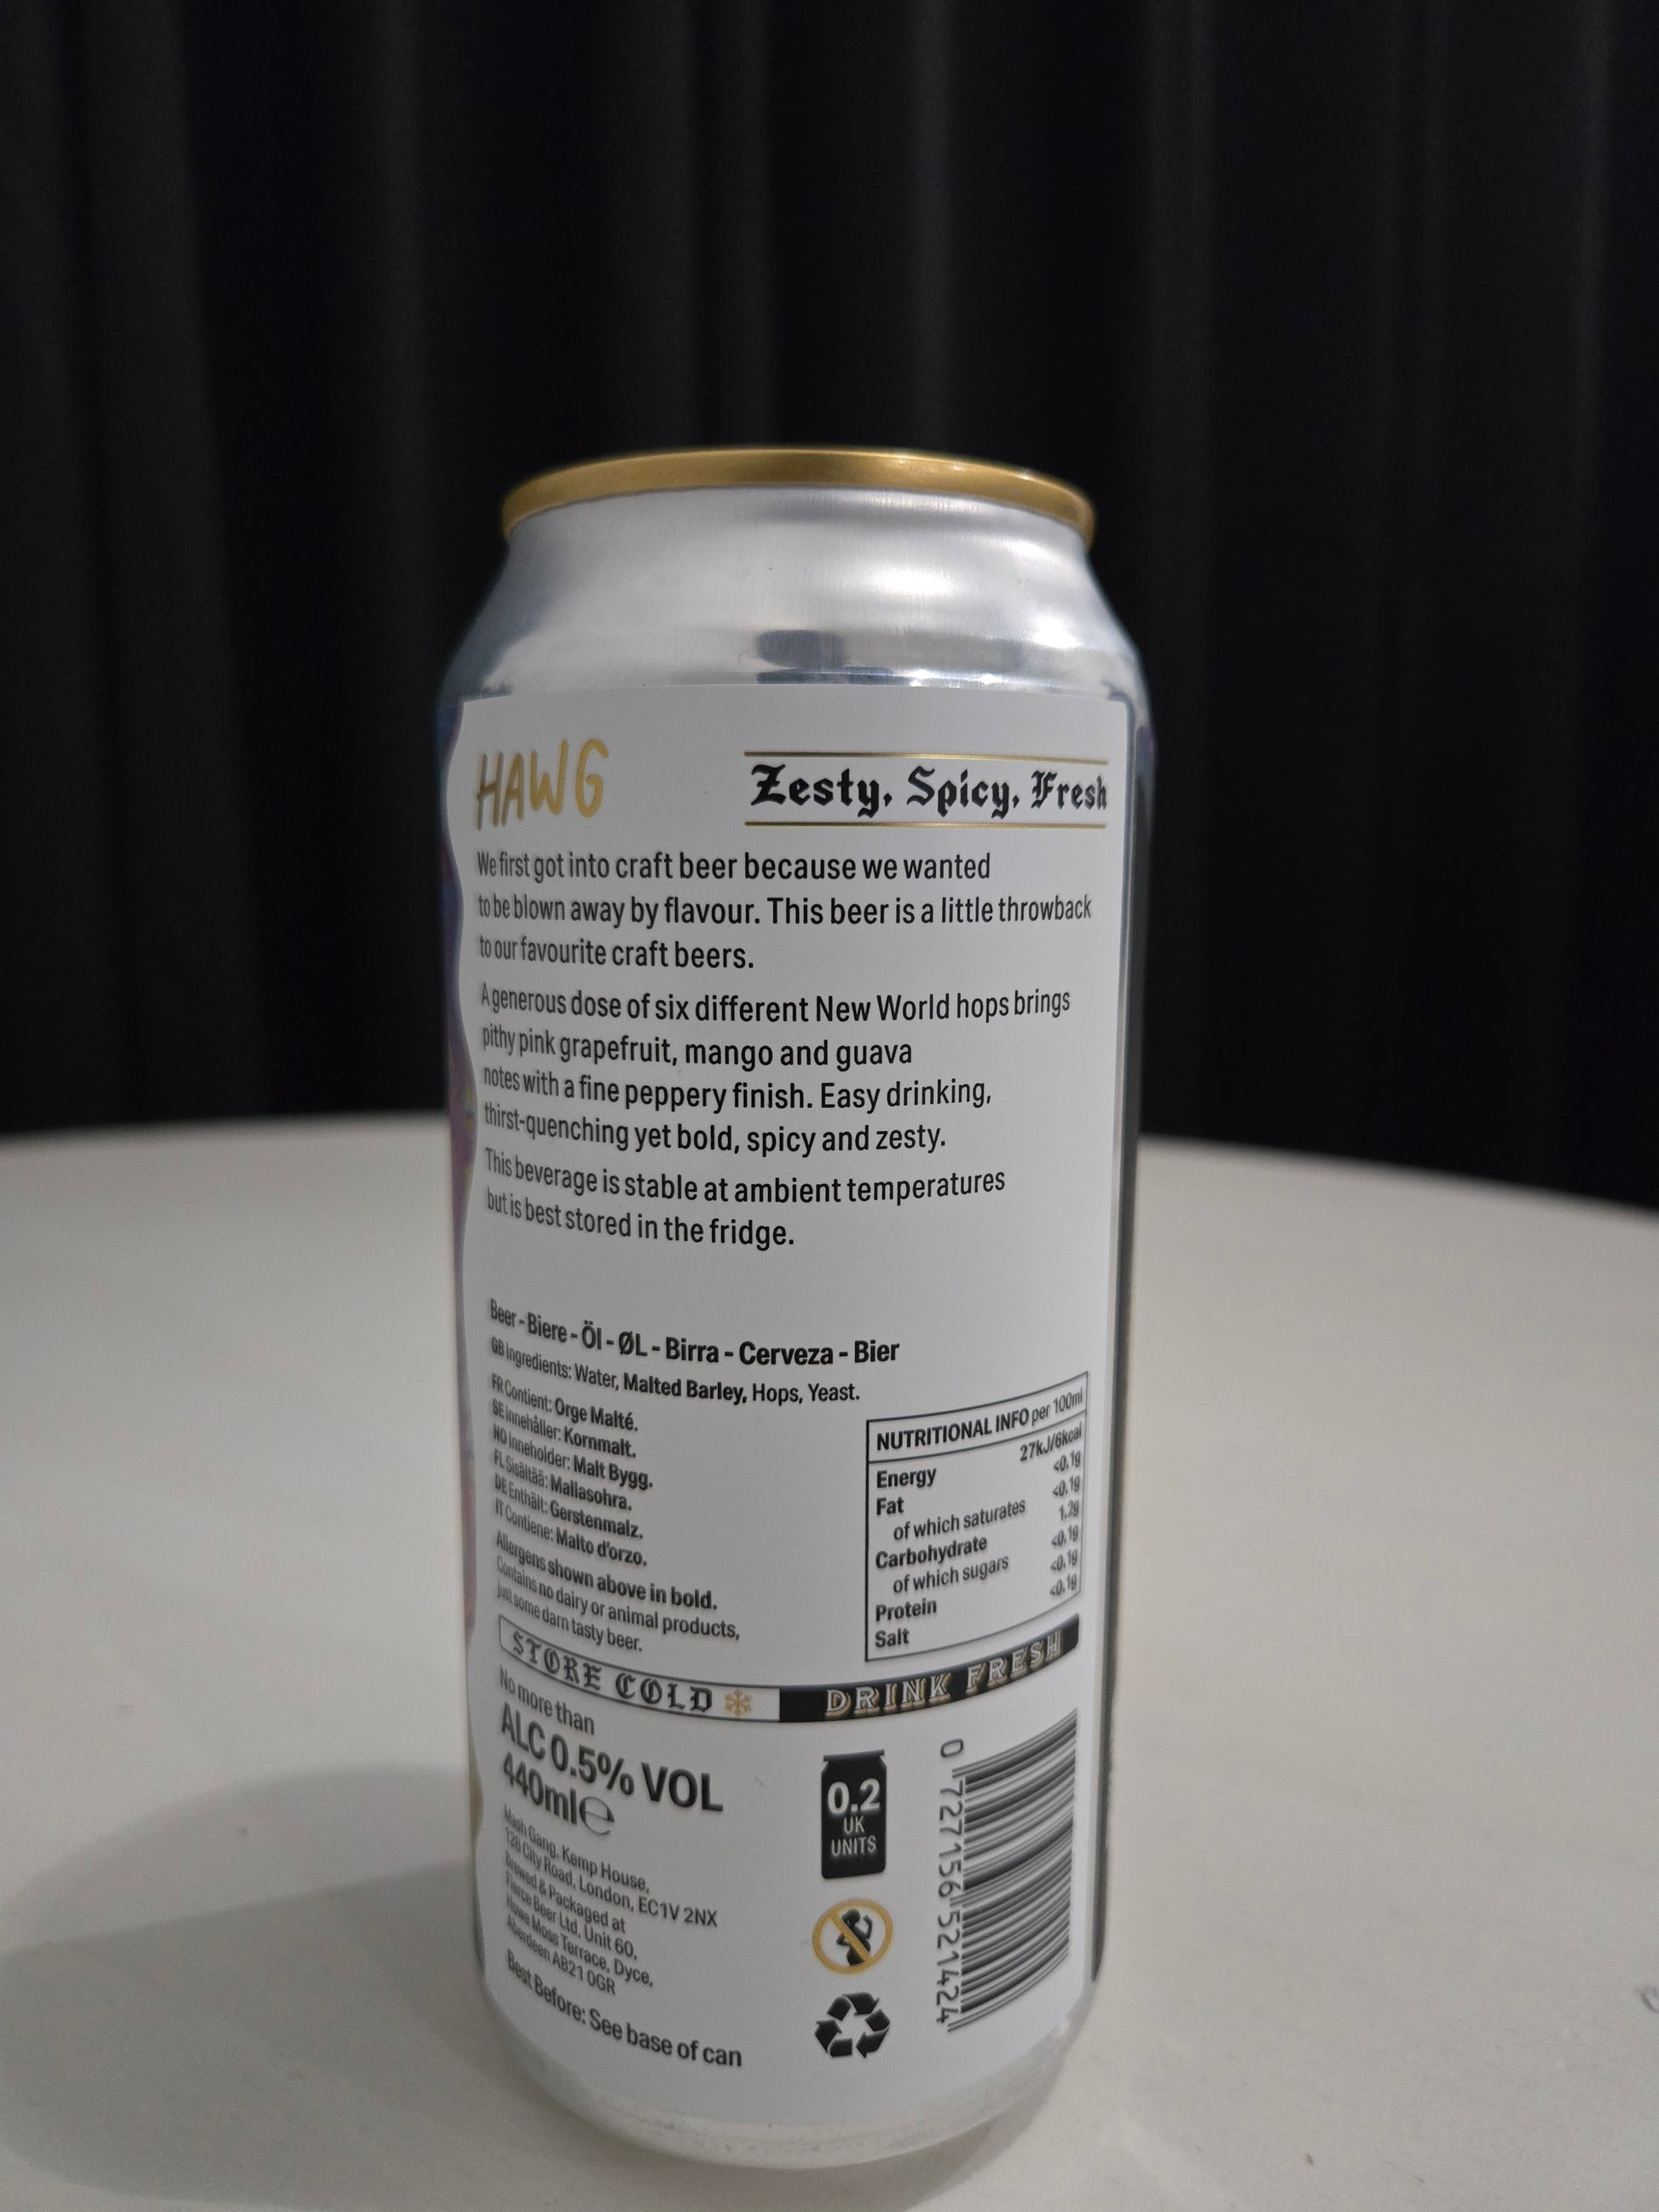 HAWG
Zesty, Spicy, Fresh
We first got into craft beer because we wanted
to be blown away by flavour. This beer is a little throwback
to our favourite craft beers.
A generous dose of six different New World hops brings
pithy pink grapefruit, mango and guava
notes with a fine peppery finish. Easy drinking,
thirst-quenching yet bold, spicy and zesty.
This beverage is stable at ambient temperatures
but is best stored in the fridge.
Beer - Biere - Öl - ØL - Birra - Cerveza - Bier
GB Ingredients: Water, Malted Barley, Hops, Yeast.
FR Contient: Orge Malté.
SE Innehåller: Kornmalt.
NO Inneholder: Malt Bygg.
FL Sisältää: Mallasohra.
DE Enthält: Gerstenmalz.
IT Contiene: Malto d'orzo.
Allergens shown above in bold.
Contains no dairy or animal products,
just some darn tasty beer.
NUTRITIONAL INFO per 100ml
Energy 27kJ/6kcal
Fat <0.1g
of which saturates <0.1g
Carbohydrate 1.2g
of which sugars <0.1g
Protein <0.1g
Salt <0.1g
STORE COLD
DRINK FRESH
No more than
ALC 0.5% VOL
440ml℮
Mash Gang, Kemp House,
128 City Road, London, EC1V 2NX
Brewed & Packaged at
Fierce Beer Ltd, Unit 60,
Howe Moss Terrace, Dyce,
Aberdeen AB21 0GR
Best Before: See base of can
0.2
UK
UNITS
0 727156 521424